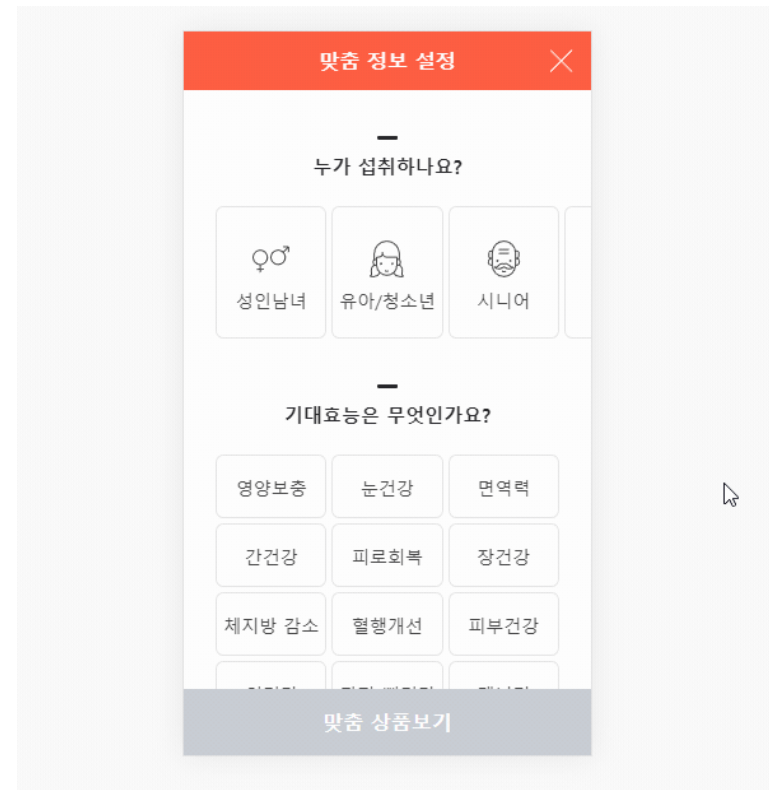 맞춤 정보 설정
누가 섭취하나요?
성인남녀 유아/청소년 시니어
기대효능은 무엇인가요?
영양보충 눈건강 면역력
간건강 피로회복 장건강
체지방 감소 혈행개선 피부건강
맞춤 상품보기